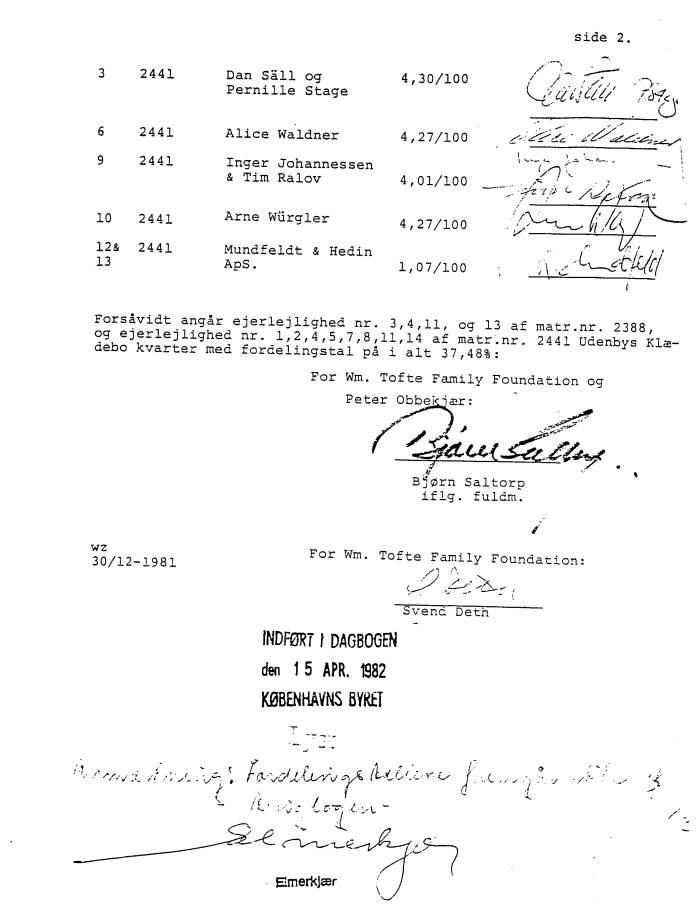 side 2.
3 2441 Dan Säll og 4,30/100
Pernille Stage
6 2441 Alice Waldner 4,27/100
9 2441 Inger Johannessen
& Tim Ralov 4,01/100
10 2441 Arne Würgler 4,27/100
12& 2441 Mundfeldt & Hedin
13 ApS. 1,07/100
Forsåvidt angår ejerlejlighed nr. 3,4,11, og 13 af matr.nr. 2388,
og ejerlejlighed nr. 1,2,4,5,7,8,11,14 af matr.nr. 2441 Udenbys Klæ-
debo kvarter med fordelingstal på i alt 37,48%:
For Wm. Tofte Family Foundation og
Peter Obbekjær:
Bjørn Saltorp
iflg. fuldm.
wz
30/12-1981
For Wm. Tofte Family Foundation:
Svend Deth
INDFØRT I DAGBOGEN
den 15 APR. 1982
KØBENHAVNS BYRET
Anmærkning: Fordelingstallene fremgår ikke af
Elmerkjær
Elmerkjær